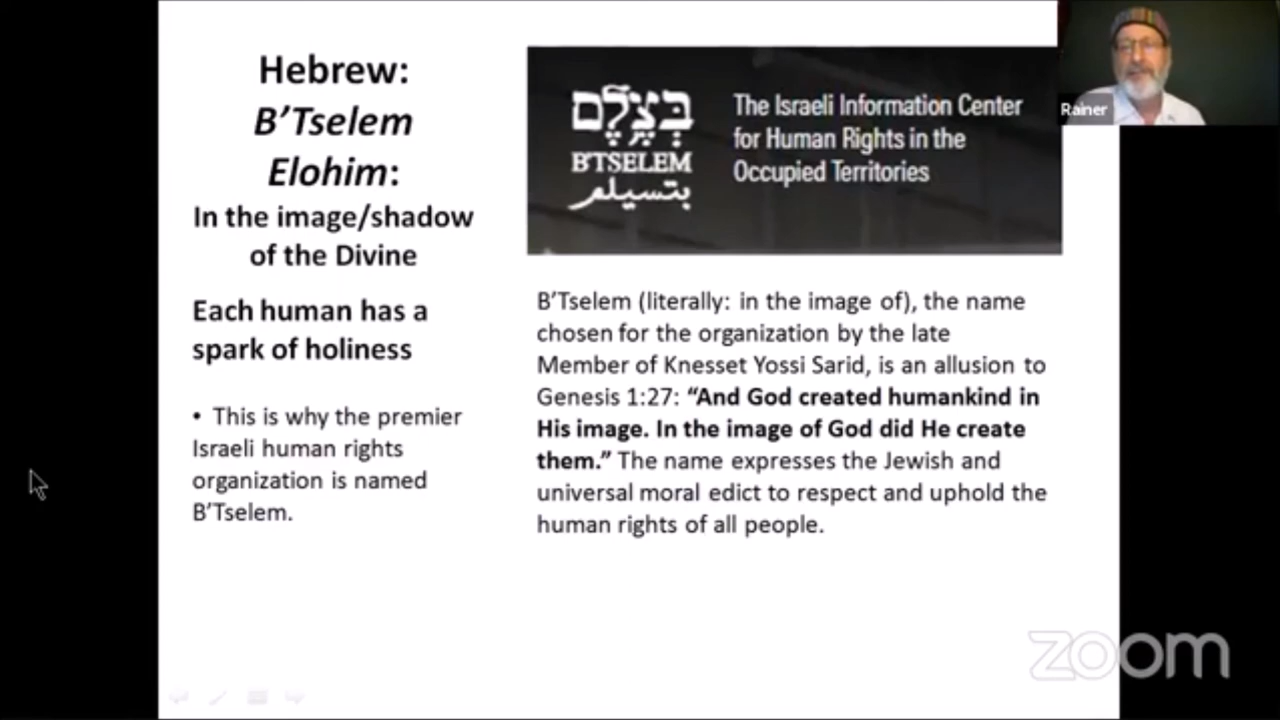 Hebrew:
B’Tselem
Elohim:
In the image/shadow
of the Divine
Each human has a
spark of holiness
• This is why the premier
Israeli human rights
organization is named
B’Tselem.
בְּצֶלֶם
B'TSELEM
بتسيلم
The Israeli Information Center
for Human Rights in the
Occupied Territories
B’Tselem (literally: in the image of), the name
chosen for the organization by the late
Member of Knesset Yossi Sarid, is an allusion to
Genesis 1:27: “And God created humankind in
His image. In the image of God did He create
them.” The name expresses the Jewish and
universal moral edict to respect and uphold the
human rights of all people.
Rainer
zoom